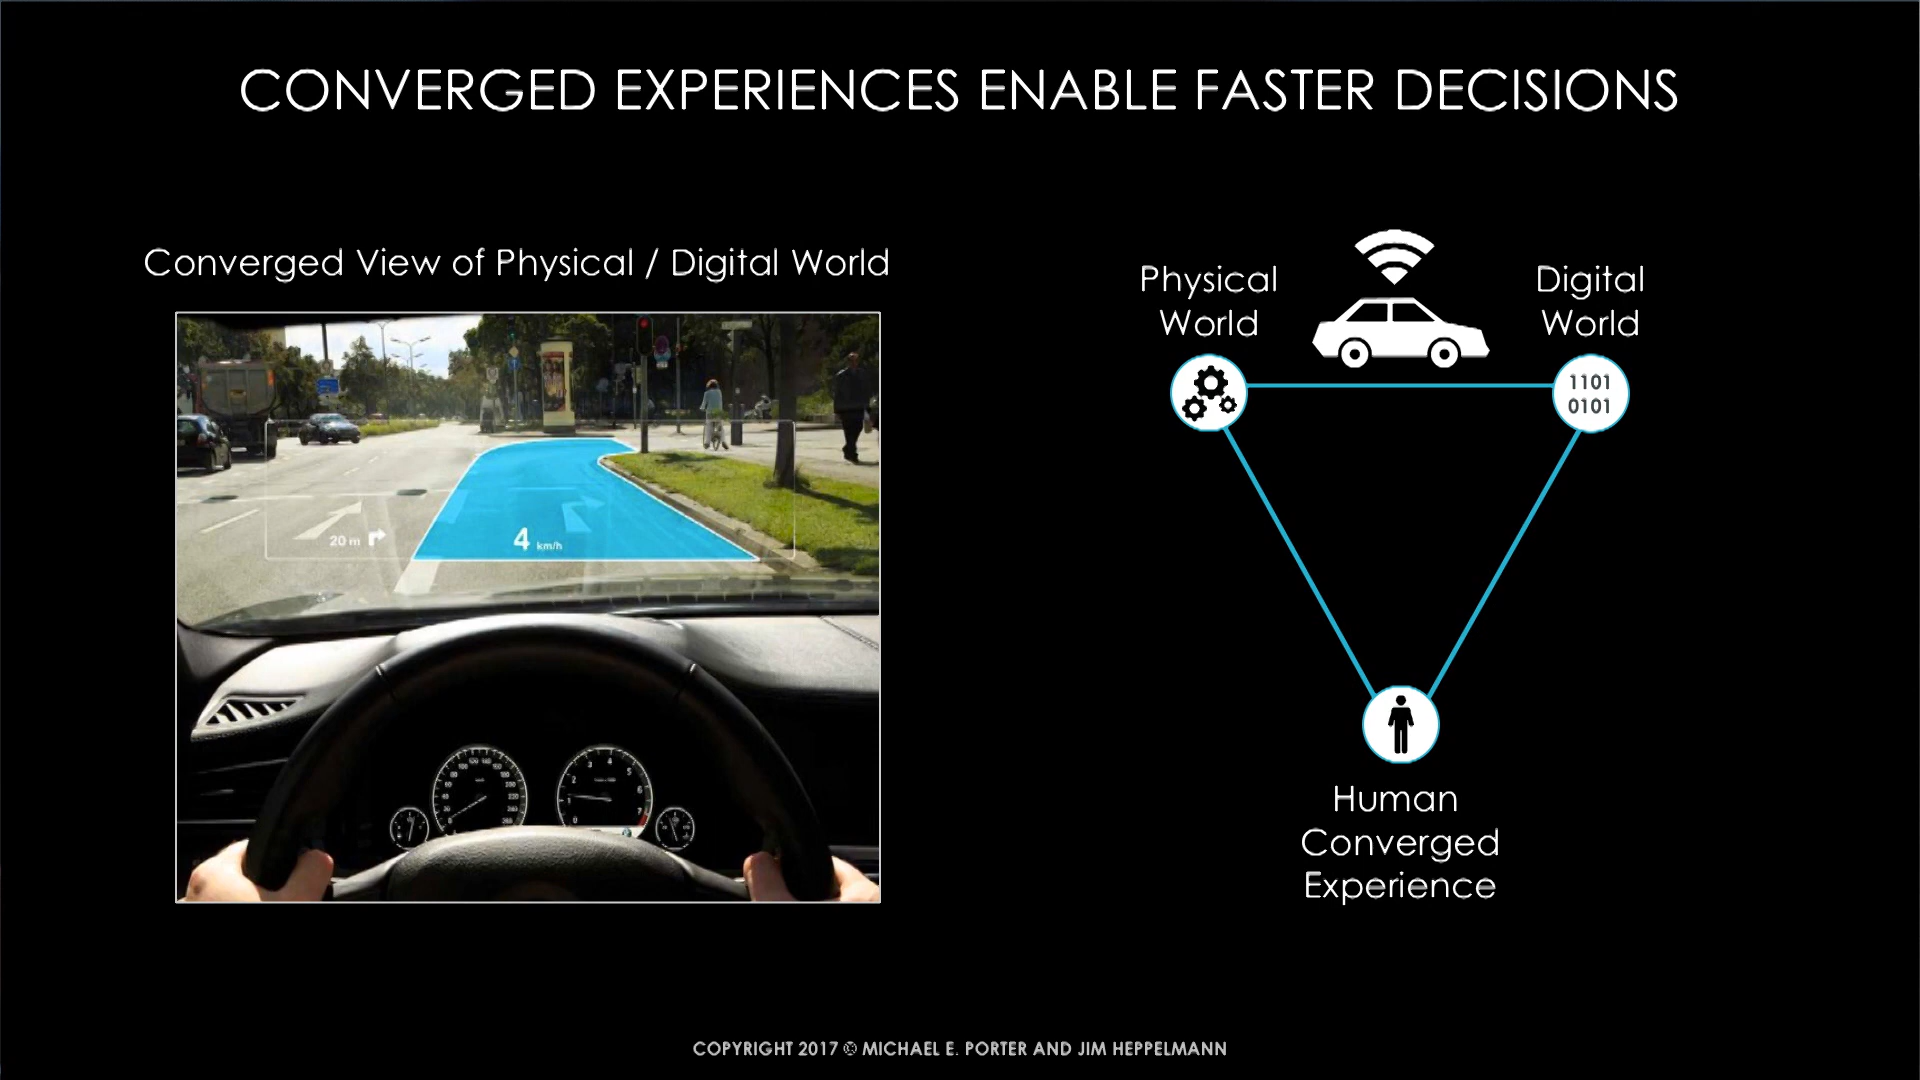 CONVERGED EXPERIENCES ENABLE FASTER DECISIONS
Converged View of Physical / Digital World
20 m
4 km/h
Physical
World
Digital
World
1101
0101
Human
Converged
Experience
COPYRIGHT 2017 © MICHAEL E. PORTER AND JIM HEPPELMANN